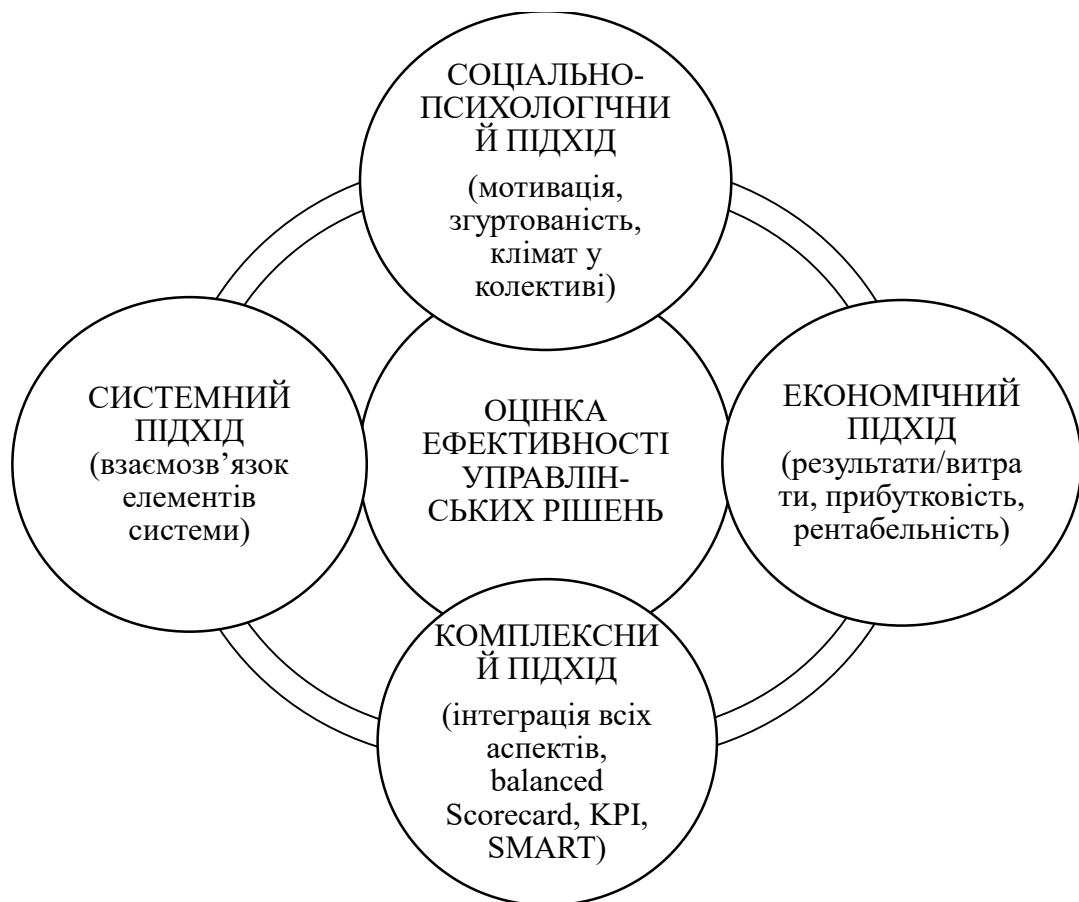 СОЦІАЛЬНО-
ПСИХОЛОГІЧНИ
Й ПІДХІД
(мотивація,
згуртованість,
клімат у
колективі)
СИСТЕМНИЙ
ПІДХІД
(взаємозв’язок
елементів
системи)
ОЦІНКА
ЕФЕКТИВНОСТІ
УПРАВЛІН-
СЬКИХ РІШЕНЬ
ЕКОНОМІЧНИЙ
ПІДХІД
(результати/витра
ти, прибутковість,
рентабельність)
КОМПЛЕКСНИ
Й ПІДХІД
(інтеграція всіх
аспектів,
balanced
Scorecard, KPI,
SMART)